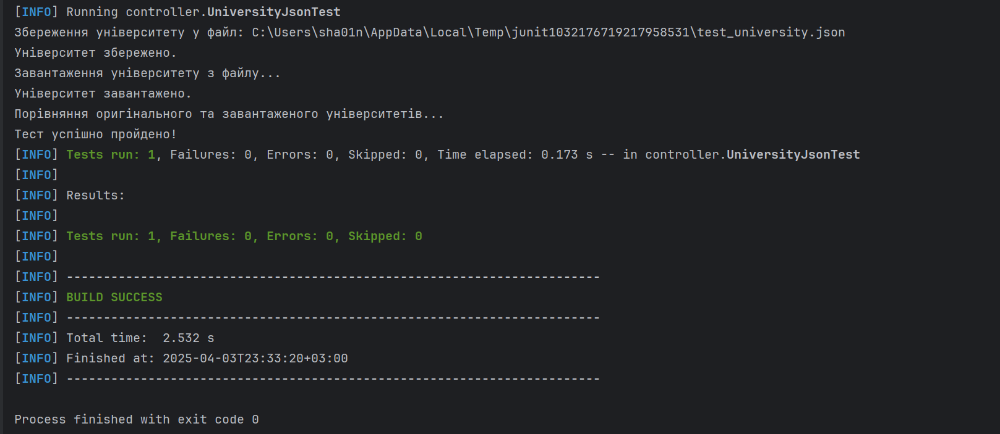 [INFO] Running controller.UniversityJsonTest
Збереження університету у файл: C:\Users\sha01n\AppData\Local\Temp\junit1032176719217958531\test_university.json
Університет збережено.
Завантаження університету з файлу...
Університет завантажено.
Порівняння оригінального та завантаженого університетів...
Тест успішно пройдено!
[INFO] Tests run: 1, Failures: 0, Errors: 0, Skipped: 0, Time elapsed: 0.173 s -- in controller.UniversityJsonTest
[INFO]
[INFO] Results:
[INFO]
[INFO] Tests run: 1, Failures: 0, Errors: 0, Skipped: 0
[INFO]
[INFO] ------------------------------------------------------------------------
[INFO] BUILD SUCCESS
[INFO] ------------------------------------------------------------------------
[INFO] Total time:  2.532 s
[INFO] Finished at: 2025-04-03T23:33:20+03:00
[INFO] ------------------------------------------------------------------------
Process finished with exit code 0